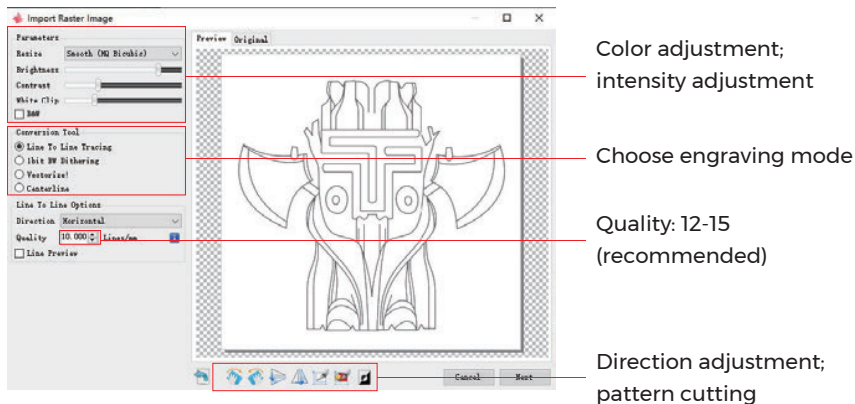 Import Raster Image
Parameters
Resize Smooth (HQ Bicubic)
Brightness
Contrast
White Clip
B&W
Conversion Tool
Line To Line Tracing
1bit BW Dithering
Vectorize!
Centerline
Line To Line Options
Direction Horizontal
Quality 10.000 Lines/mm
Line Preview
Preview Original
Cancel Next
Color adjustment;
intensity adjustment
Choose engraving mode
Quality: 12-15
(recommended)
Direction adjustment;
pattern cutting